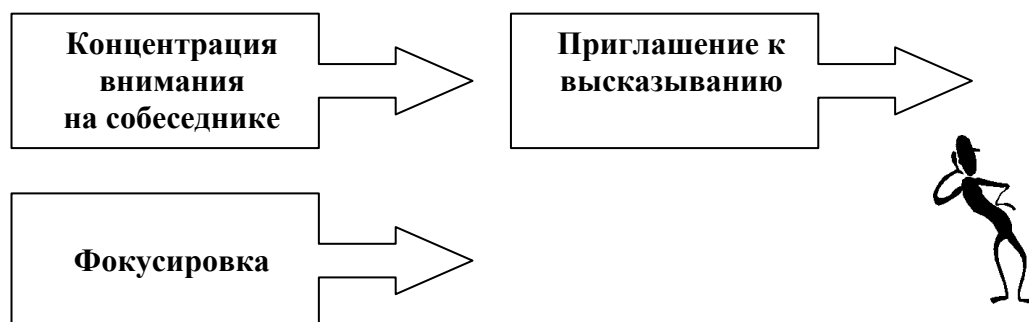 Концентрация
внимания
на собеседнике
Приглашение к
высказыванию
Фокусировка